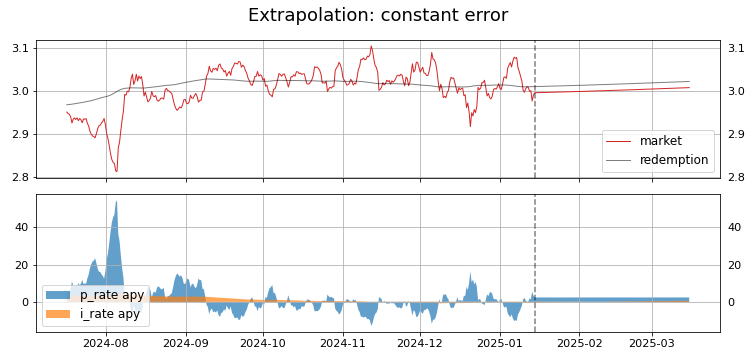 Extrapolation: constant error
3.1
3.1
3.0
3.0
2.9
2.9
2.8
2.8
market
redemption
40
40
20
20
0
0
p_rate apy
i_rate apy
2024-08 2024-09 2024-10 2024-11 2024-12 2025-01 2025-02 2025-03